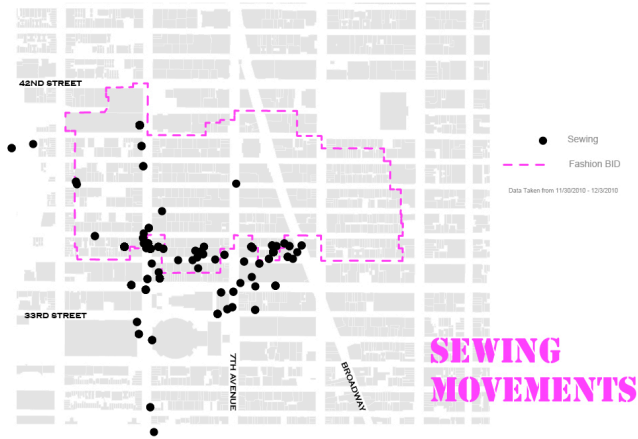 42ND STREET
Sewing
Fashion BID
Data Taken from 11/30/2010 - 12/3/2010
33RD STREET
7TH AVENUE
BROADWAY
SEWING
MOVEMENTS